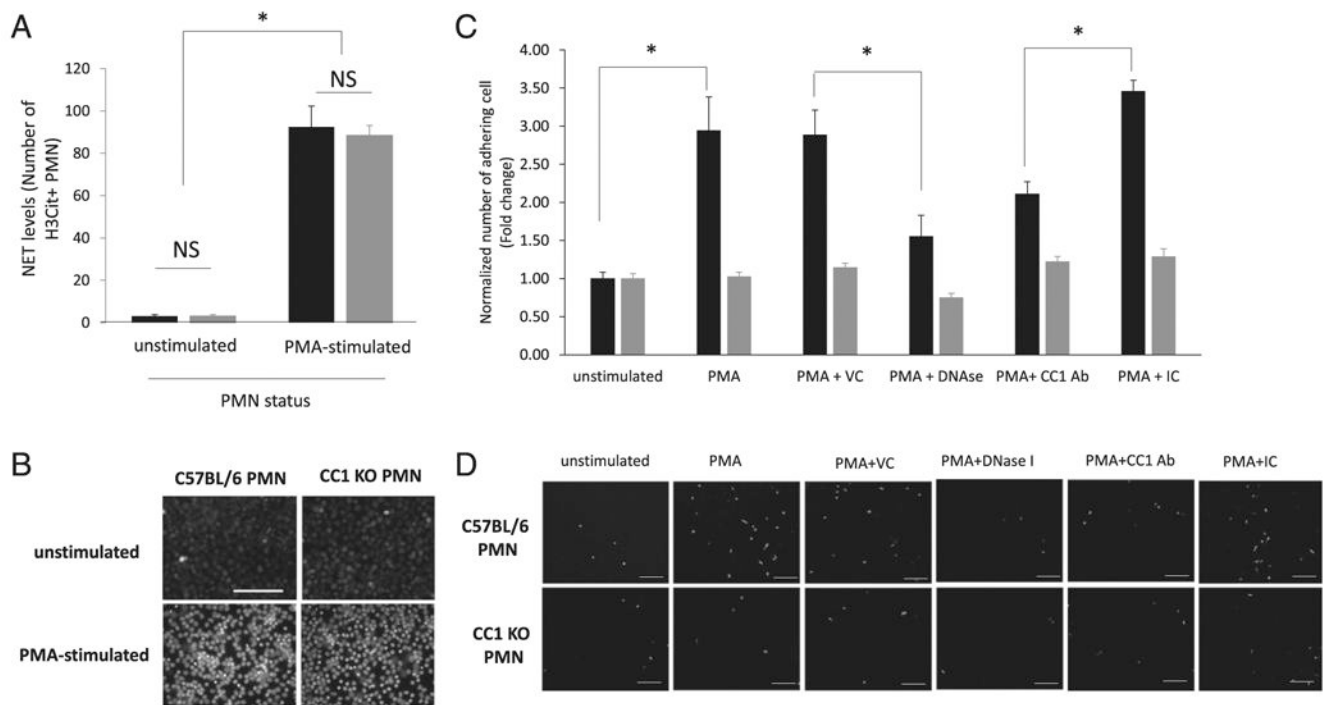 A
*
120
100
80
60
40
20
0
NET levels (Number of
H3Cit+ PMN)
NS
NS
unstimulated
PMA-stimulated
PMN status
C
*
*
*
4.00
3.50
3.00
2.50
2.00
1.50
1.00
0.50
0.00
Normalized number of adhering cell
(Fold change)
unstimulated
PMA
PMA + VC
PMA + DNAse
PMA+ CC1 Ab
PMA + IC
B
C57BL/6 PMN
CC1 KO PMN
unstimulated
PMA-stimulated
D
unstimulated
PMA
PMA+VC
PMA+DNase I
PMA+CC1 Ab
PMA+IC
C57BL/6
PMN
CC1 KO
PMN